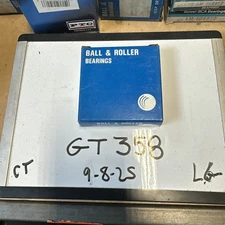 BALL & ROLLER
BEARINGS
GT 358
9-8-25
CT
LG